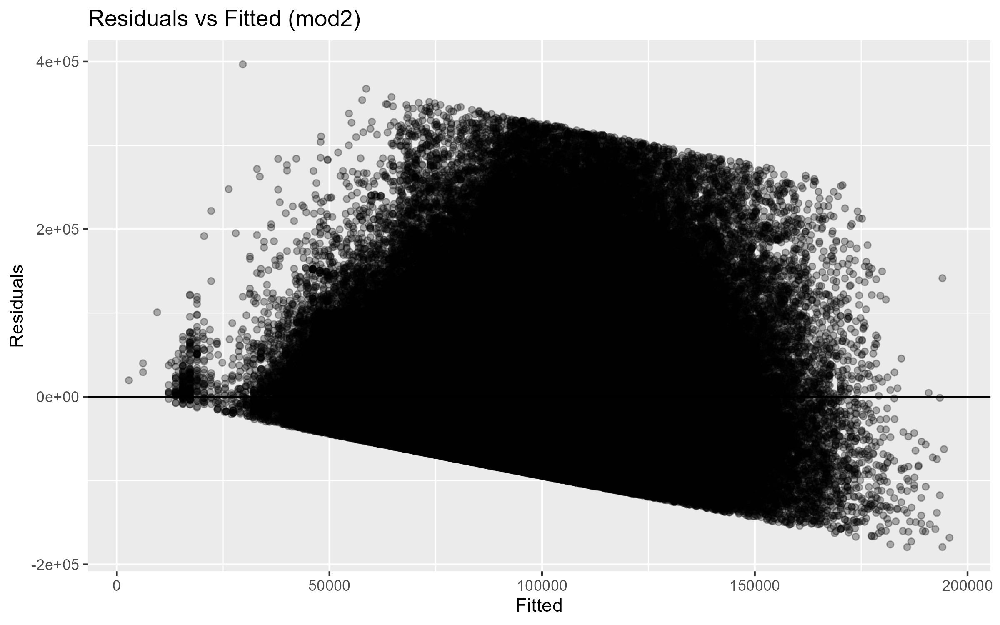 Residuals vs Fitted (mod2)
4e+05
2e+05
0e+00
-2e+05
Residuals
0 50000 100000 150000 200000
Fitted